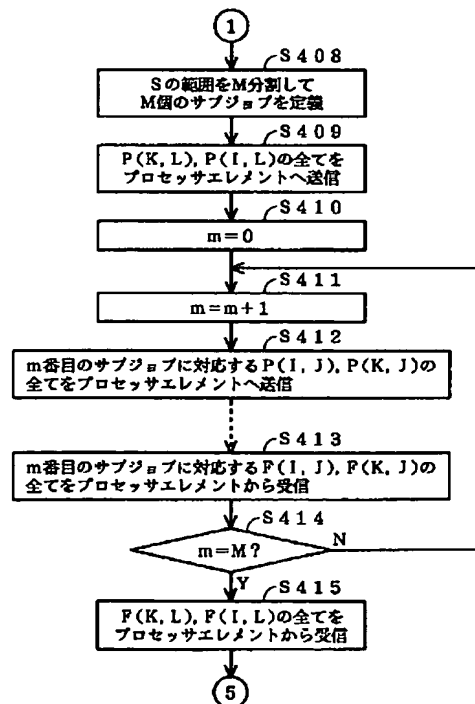 1
S408
Sの範囲をM分割して
M個のサブジョブを定義
S409
P(K, L), P(I, L)の全てを
プロセッサエレメントへ送信
S410
m=0
S411
m=m+1
S412
m番目のサブジョブに対応するP(I, J), P(K, J)の
全てをプロセッサエレメントへ送信
S413
m番目のサブジョブに対応するF(I, J), F(K, J)の
全てをプロセッサエレメントから受信
S414
m=M?
N
Y
S415
F(K, L), F(I, L)の全てを
プロセッサエレメントから受信
5